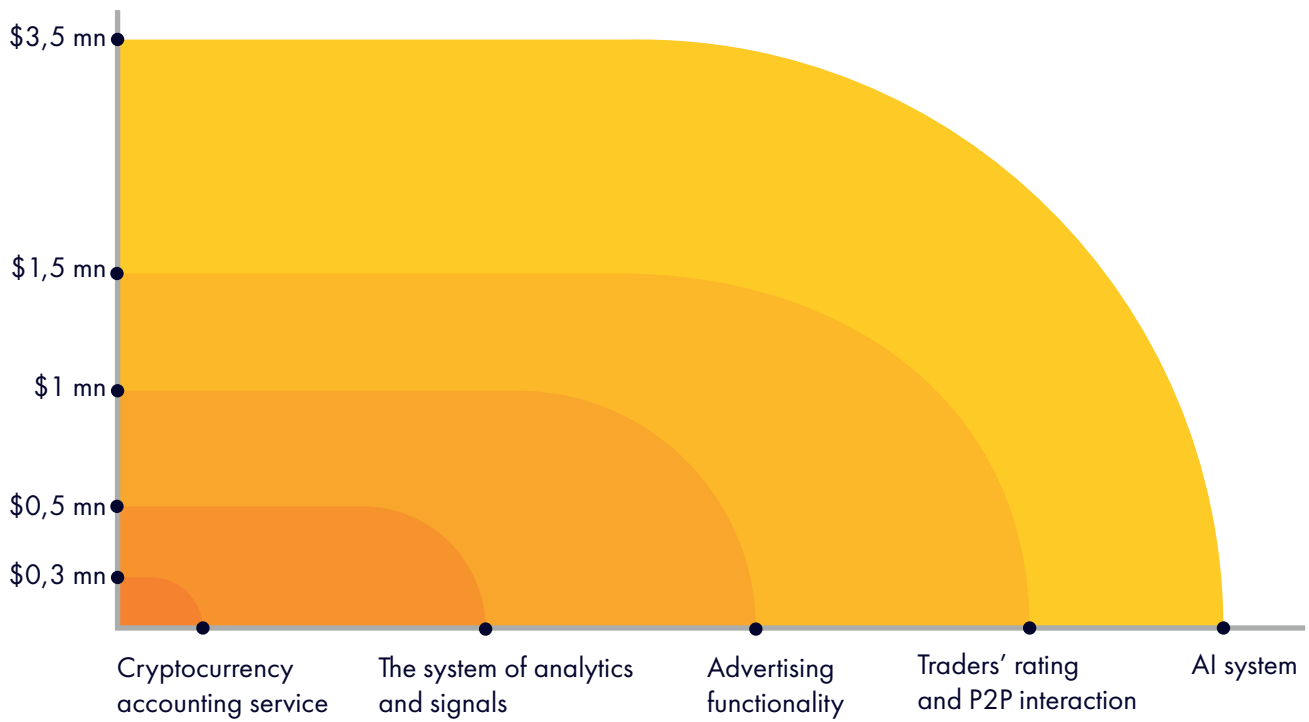 $3,5 mn
$1,5 mn
$1 mn
$0,5 mn
$0,3 mn
Cryptocurrency
accounting service
The system of analytics
and signals
Advertising
functionality
Traders’ rating
and P2P interaction
AI system